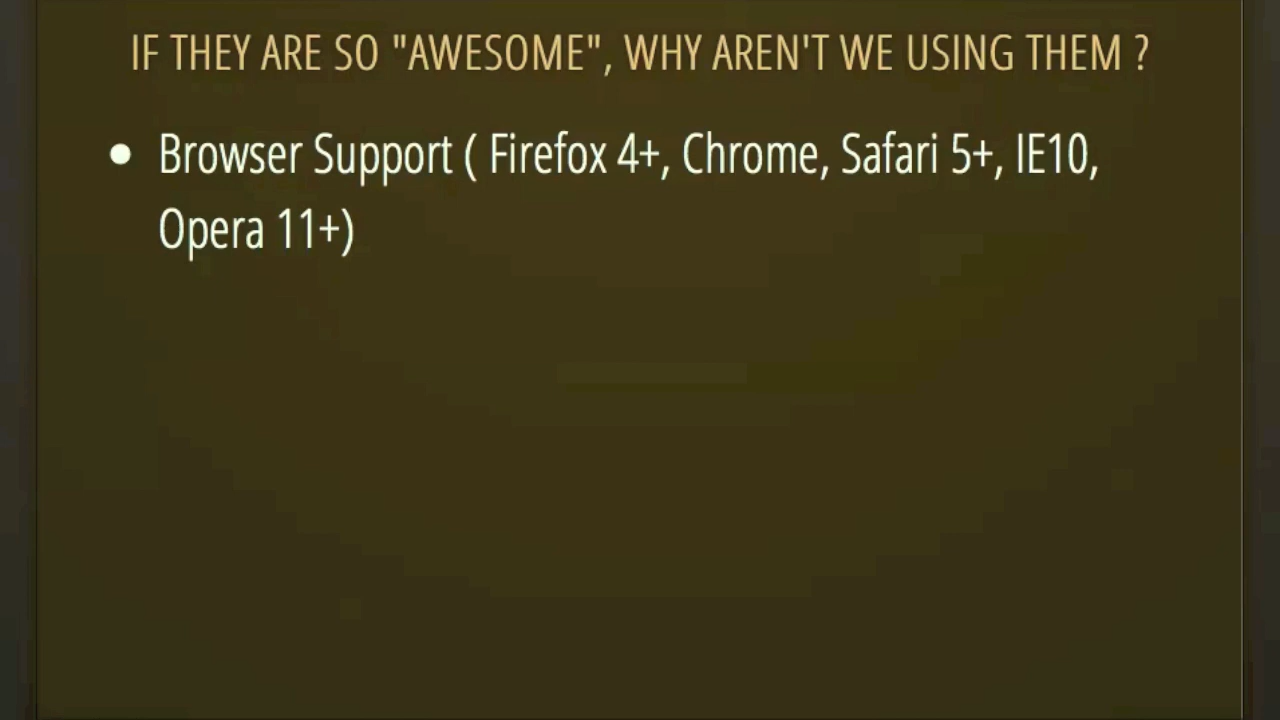 IF THEY ARE SO "AWESOME", WHY AREN'T WE USING THEM ?
● Browser Support ( Firefox 4+, Chrome, Safari 5+, IE10,
Opera 11+)